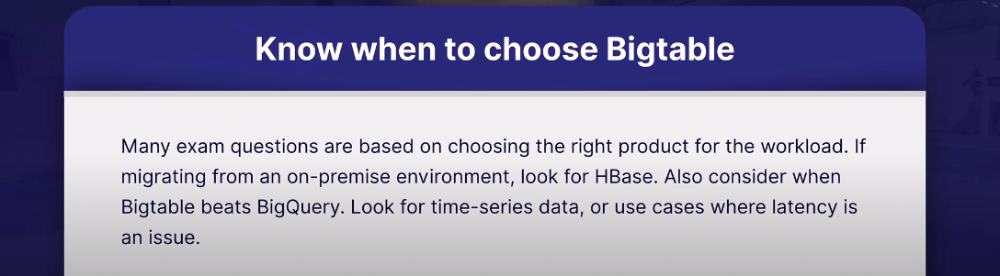 Know when to choose Bigtable
Many exam questions are based on choosing the right product for the workload. If
migrating from an on-premise environment, look for HBase. Also consider when
Bigtable beats BigQuery. Look for time-series data, or use cases where latency is
an issue.